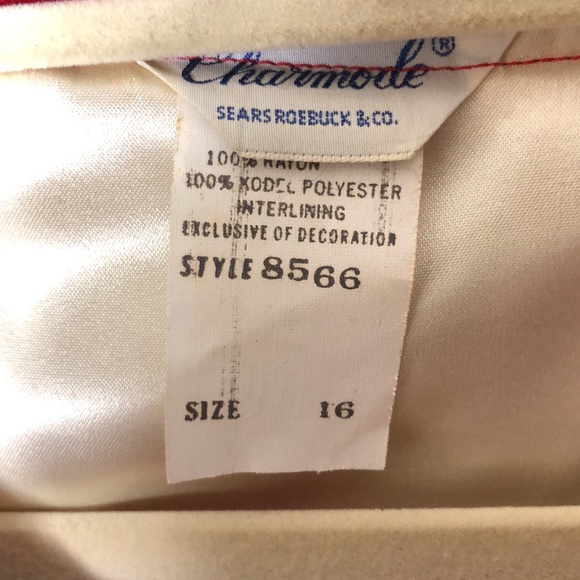 Charmode®
SEARS ROEBUCK & CO.
100% RAYON
100% KODEL POLYESTER
INTERLINING
EXCLUSIVE OF DECORATION
STYLE 8566
SIZE 16